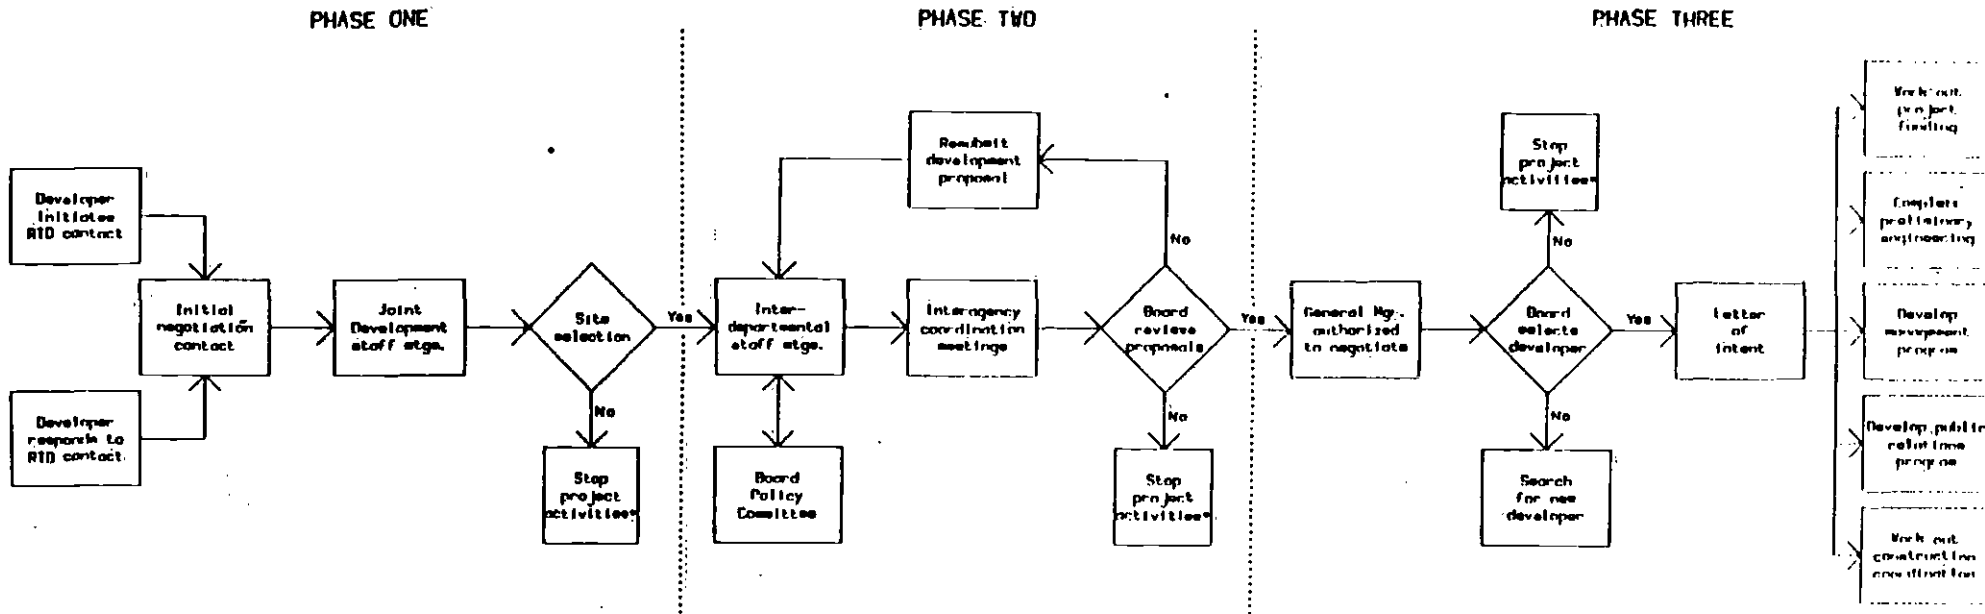 PHASE ONE
PHASE TWO
PHASE THREE
Developer
initiates
RTD contact
Developer
responds to
RTD contact.
Initial
negotiation
contact
Joint
Development
staff mtgs.
Site
selection
No
Stop
project
activities*
Yes
Resubmit
development
proposal
Inter-
departmental
staff mtgs.
Board
Policy
Committee
Interagency
coordination
meetings
No
Board
reviews
proposals
No
Stop
project
activities*
Yes
General Mgr.
authorized
to negotiate
Stop
project
activities*
No
Board
selects
developer
No
Search
for new
developer
Yes
Letter
of
intent
Work out
project
funding
Complete
preliminary
engineering
Develop
management
program
Develop public
relations
program
Work out
construction
coordination